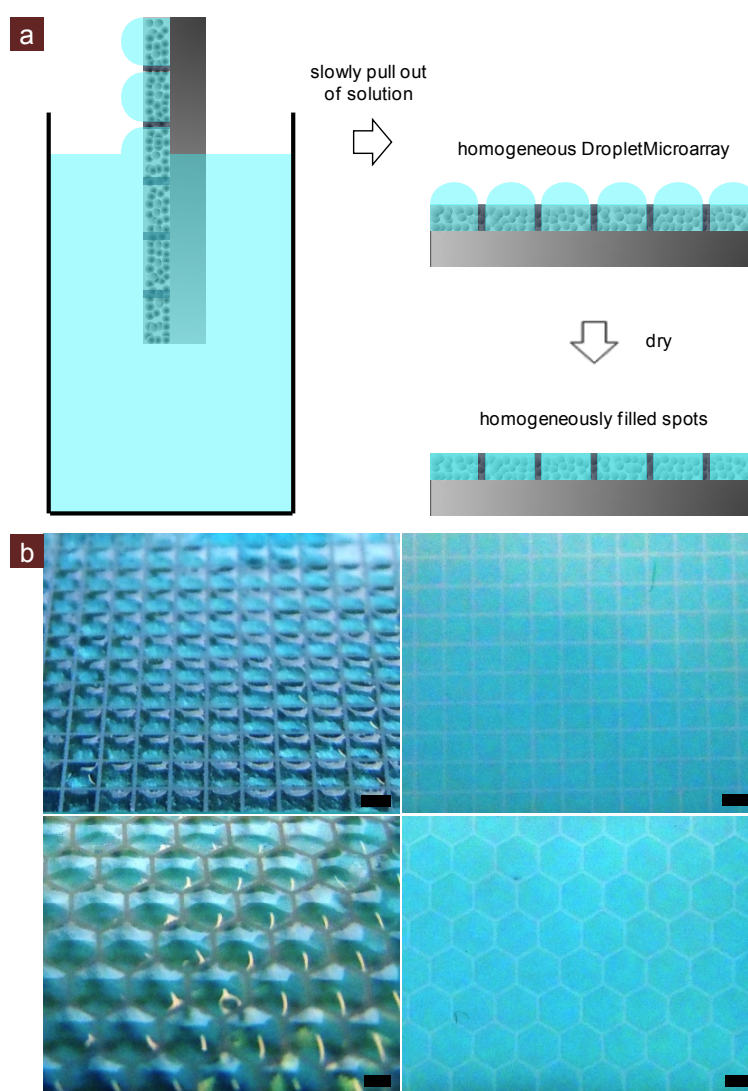 a
slowly pull out
of solution
homogeneous DropletMicroarray
dry
homogeneously filled spots
b